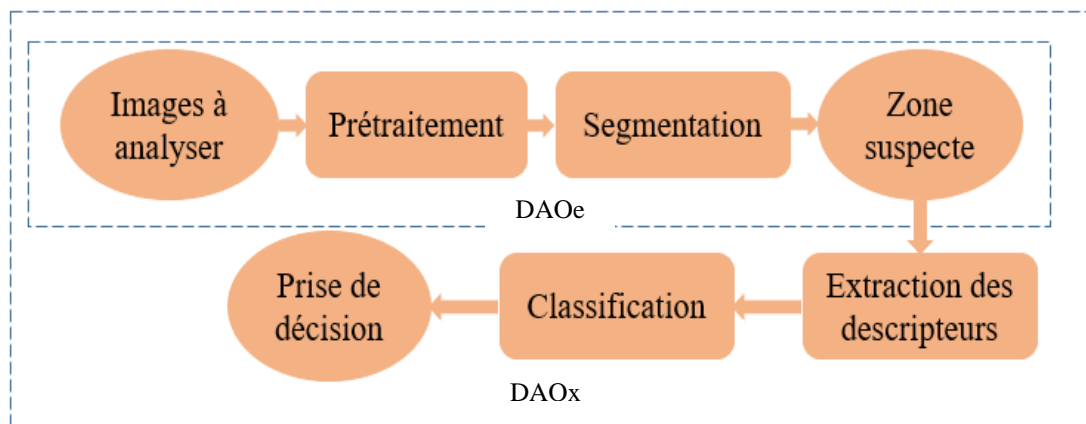 Images à
analyser
Prétraitement
Segmentation
Zone
suspecte
DAOe
Extraction des
descripteurs
Classification
Prise de
décision
DAOx